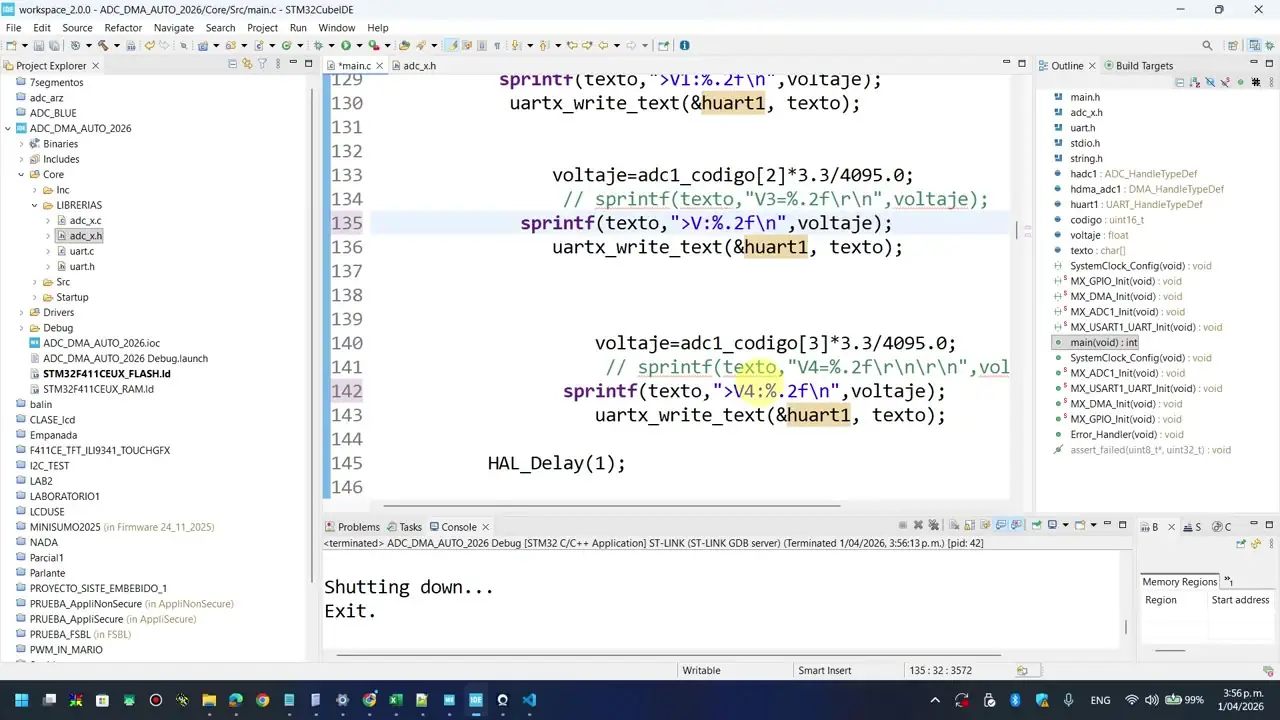 workspace_2.0.0 - ADC_DMA_AUTO_2026/Core/Src/main.c - STM32CubeIDE
File Edit Source Refactor Navigate Search Project Run Window Help
Project Explorer
7segmentos
adc_arz
ADC_BLUE
ADC_DMA_AUTO_2026
Binaries
Includes
Core
Inc
LIBRERIAS
adc_x.c
adc_x.h
uart.c
uart.h
Src
Startup
Drivers
Debug
ADC_DMA_AUTO_2026.ioc
ADC_DMA_AUTO_2026 Debug.launch
STM32F411CEUX_FLASH.ld
STM32F411CEUX_RAM.ld
balin
CLASE_lcd
Empanada
F411CE_TFT_ILI9341_TOUCHGFX
I2C_TEST
LAB2
LABORATORIO1
LCDUSE
MINISUMO2025 (in Firmware 24_11_2025)
NADA
Parcial1
Parlante
PROYECTO_SISTE_EMBEBIDO_1
PRUEBA_AppliNonSecure (in AppliNonSecure)
PRUEBA_AppliSecure (in AppliSecure)
PRUEBA_FSBL (in FSBL)
PWM_IN_MARIO
*main.c adc_x.h
129 sprintf(texto,">V1:%.2f\n",voltaje);
130 uartx_write_text(&huart1, texto);
131
132
133 voltaje=adc1_codigo[2]*3.3/4095.0;
134 // sprintf(texto,"V3=%.2f\r\n",voltaje);
135 sprintf(texto,">V:%.2f\n",voltaje);
136 uartx_write_text(&huart1, texto);
137
138
139
140 voltaje=adc1_codigo[3]*3.3/4095.0;
141 // sprintf(texto,"V4=%.2f\r\n\r\n",vol
142 sprintf(texto,">V4:%.2f\n",voltaje);
143 uartx_write_text(&huart1, texto);
144
145 HAL_Delay(1);
146
Outline Build Targets
main.h
adc_x.h
uart.h
stdio.h
string.h
hadc1 : ADC_HandleTypeDef
hdma_adc1 : DMA_HandleTypeDef
huart1 : UART_HandleTypeDef
codigo : uint16_t
voltaje : float
texto : char[]
SystemClock_Config(void) : void
MX_GPIO_Init(void) : void
MX_DMA_Init(void) : void
MX_ADC1_Init(void) : void
MX_USART1_UART_Init(void) : void
main(void) : int
SystemClock_Config(void) : void
MX_ADC1_Init(void) : void
MX_USART1_UART_Init(void) : void
MX_DMA_Init(void) : void
MX_GPIO_Init(void) : void
Error_Handler(void) : void
assert_failed(uint8_t*, uint32_t) : void
Problems Tasks Console
<terminated> ADC_DMA_AUTO_2026 Debug [STM32 C/C++ Application] ST-LINK (ST-LINK GDB server) (Terminated 1/04/2026, 3:56:13 p. m.) [pid: 42]
Shutting down...
Exit.
B S C
Memory Regions
Region Start address
Writable Smart Insert 135 : 32 : 3572
ENG 99% 3:56 p.m.
1/04/2026